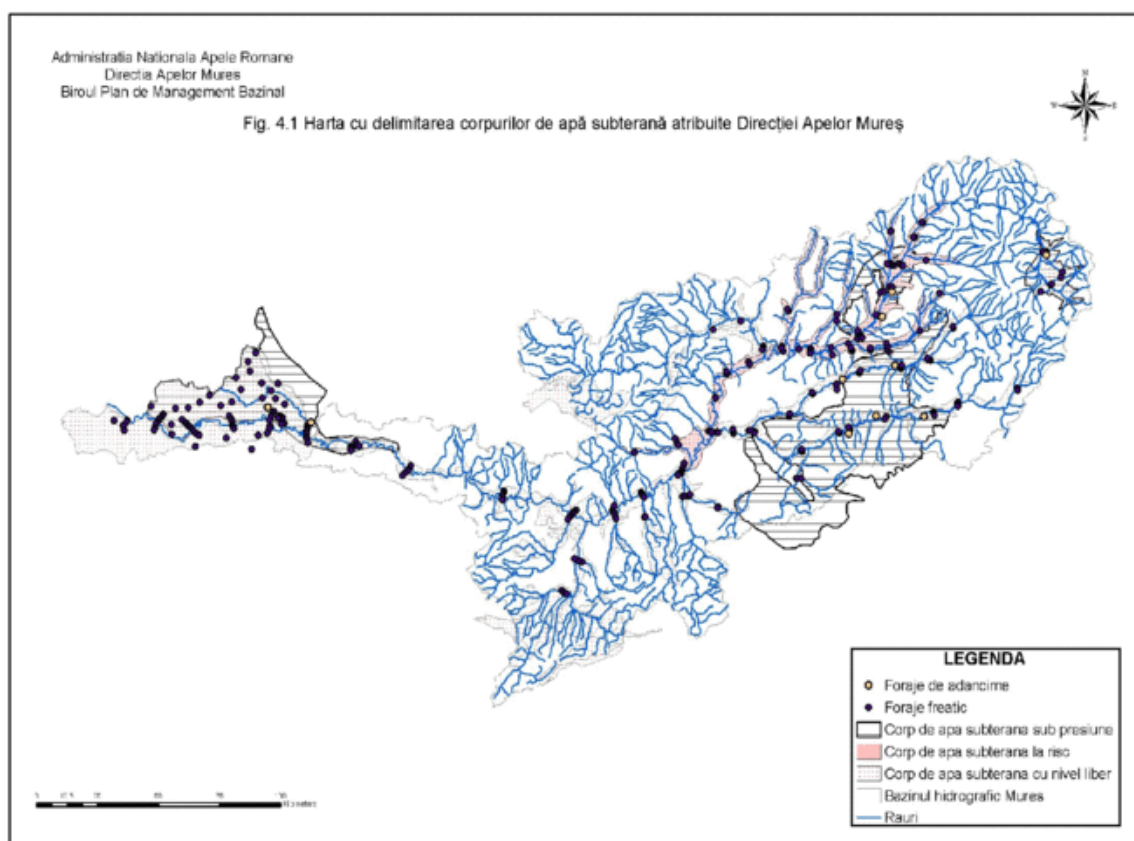 Administratia Nationala Apele Romane
Directia Apelor Mures
Biroul Plan de Management Bazinal
N
Fig. 4.1 Harta cu delimitarea corpurilor de apă subterană atribuite Direcției Apelor Mureș
LEGENDA
Foraje de adancime
Foraje freatic
Corp de apa subterana sub presiune
Corp de apa subterana la risc
Corp de apa subterana cu nivel liber
Bazinul hidrografic Mures
Rauri